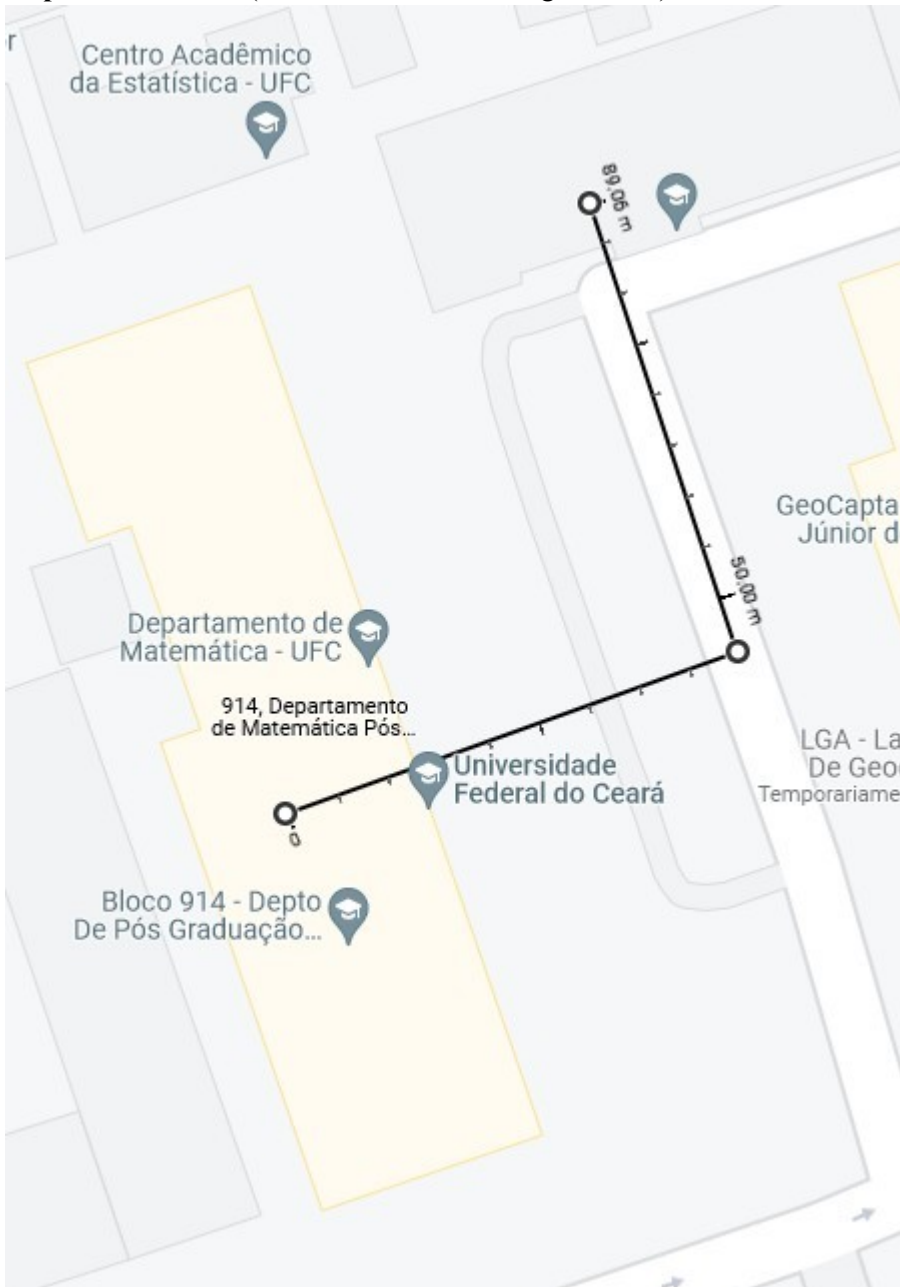 Centro Acadêmico
da Estatística - UFC
89,06 m
GeoCapta
Júnior d
50,00 m
Departamento de
Matemática - UFC
914, Departamento
de Matemática Pós...
LGA - La
De Geo
Temporariame
Universidade
Federal do Ceará
0
Bloco 914 - Depto
De Pós Graduação...